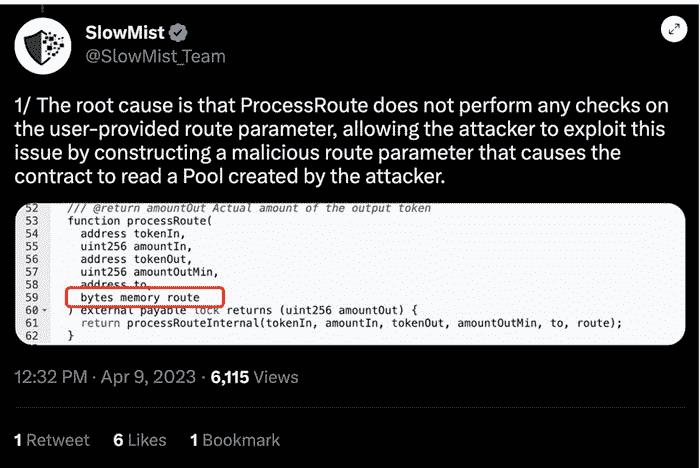 SlowMist
@SlowMist_Team
1/ The root cause is that ProcessRoute does not perform any checks on
the user-provided route parameter, allowing the attacker to exploit this
issue by constructing a malicious route parameter that causes the
contract to read a Pool created by the attacker.
52 /// @return amountOut Actual amount of the output token
53 function processRoute(
54 address tokenIn,
55 uint256 amountIn,
56 address tokenOut,
57 uint256 amountOutMin,
58 address to,
59 bytes memory route
60 ) external payable lock returns (uint256 amountOut) {
61 return processRouteInternal(tokenIn, amountIn, tokenOut, amountOutMin, to, route);
62 }
12:32 PM · Apr 9, 2023 · 6,115 Views
1 Retweet 6 Likes 1 Bookmark